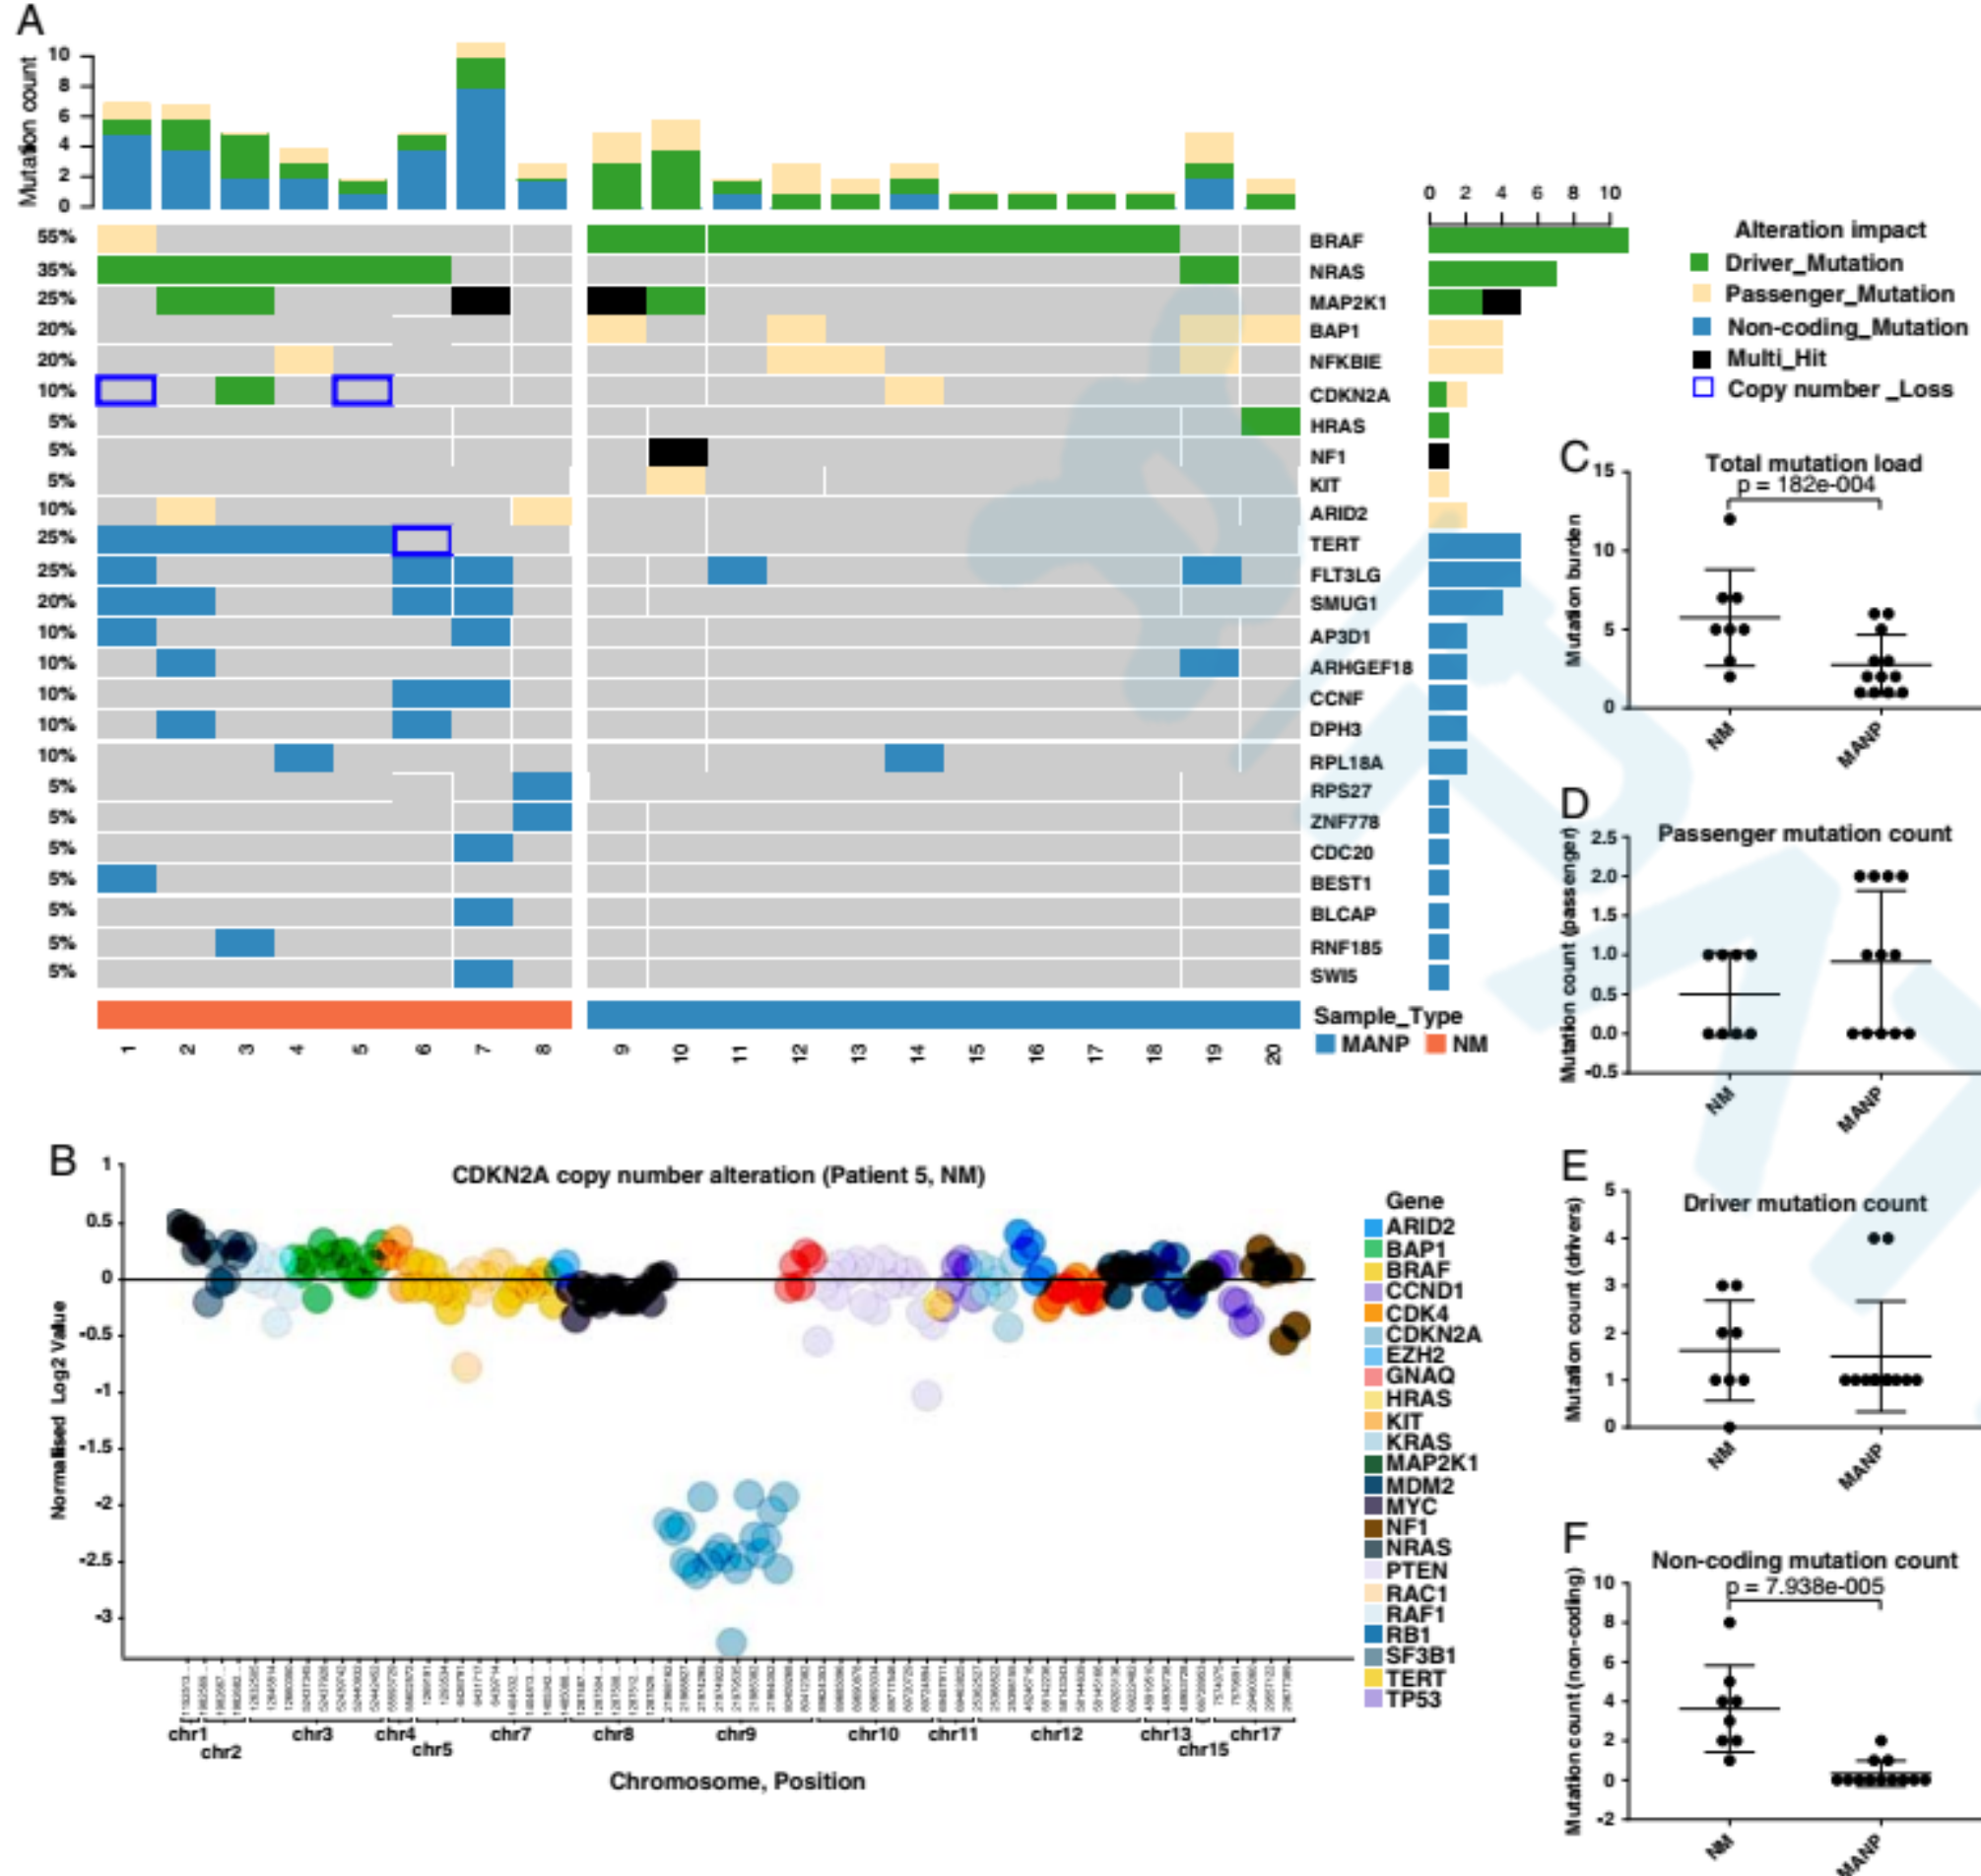 A
Mutation count
10
8
6
4
2
0
0 2 4 6 8 10
55% BRAF
35% NRAS
25% MAP2K1
20% BAP1
20% NFKBIE
10% CDKN2A
5% HRAS
5% NF1
5% KIT
10% ARID2
25% TERT
25% FLT3LG
20% SMUG1
10% AP3D1
10% ARHGEF18
10% CCNF
10% DPH3
10% RPL18A
5% RPS27
5% ZNF778
5% CDC20
5% BEST1
5% BLCAP
5% RNF185
5% SWI5
Sample_Type
MANP NM
1 2 3 4 5 6 7 8 9 10 11 12 13 14 15 16 17 18 19 20
Alteration impact
Driver_Mutation
Passenger_Mutation
Non-coding_Mutation
Multi_Hit
Copy number _Loss
B
CDKN2A copy number alteration (Patient 5, NM)
Normalised Log2 Value
1
0.5
0
-0.5
-1
-1.5
-2
-2.5
-3
chr1
chr2
chr3
chr4
chr5
chr7
chr8
chr9
chr10
chr11
chr12
chr13
chr15
chr17
Chromosome, Position
Gene
ARID2
BAP1
BRAF
CCND1
CDK4
CDKN2A
EZH2
GNAQ
HRAS
KIT
KRAS
MAP2K1
MDM2
MYC
NF1
NRAS
PTEN
RAC1
RAF1
RB1
SF3B1
TERT
TP53
C
Total mutation load
p = 182e-004
Mutation burden
15
10
5
0
NM
MANP
D
Passenger mutation count
Mutation count (passenger)
2.5
2.0
1.5
1.0
0.5
0.0
-0.5
NM
MANP
E
Driver mutation count
Mutation count (drivers)
5
4
3
2
1
0
NM
MANP
F
Non-coding mutation count
p = 7.938e-005
Mutation count (non-coding)
10
8
6
4
2
0
-2
NM
MANP